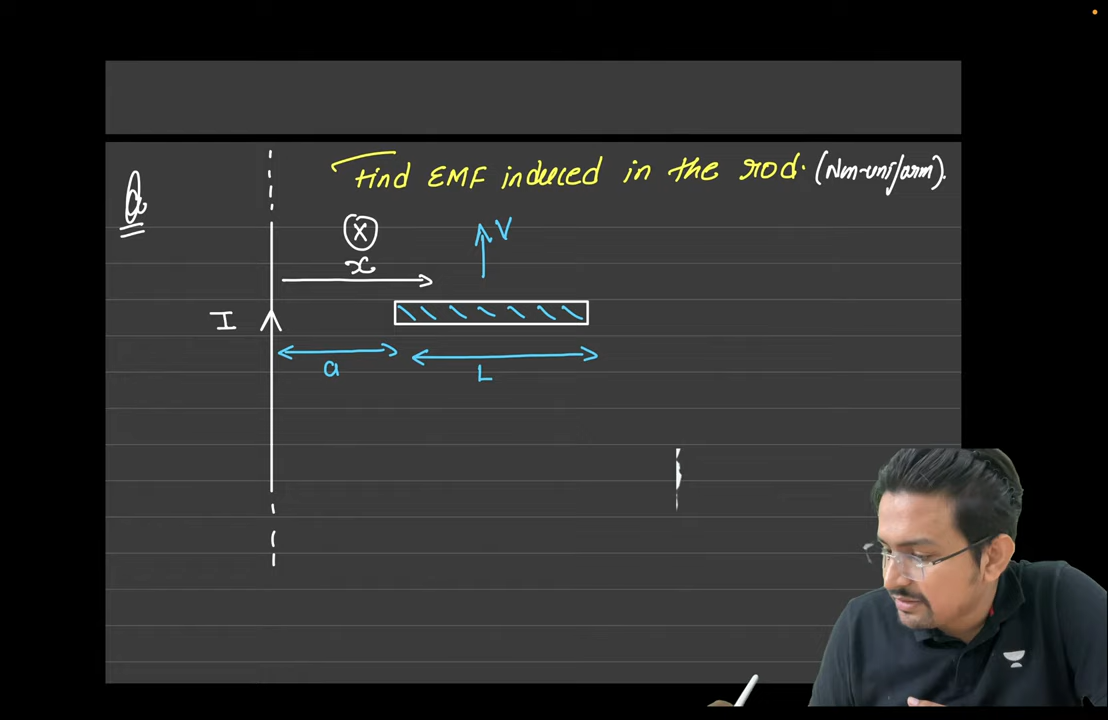 Q
Find EMF induced in the rod. (Non-uniform).
X
V
x
I
a
L